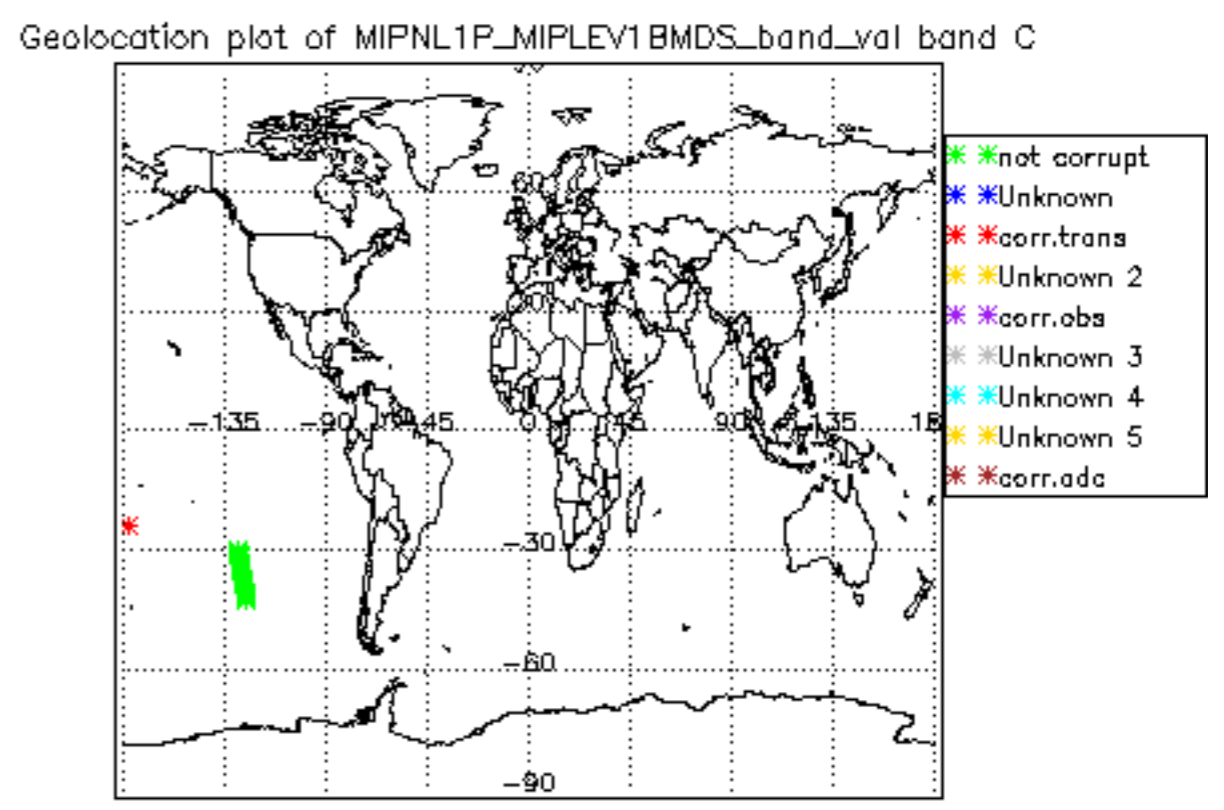 Geolocation plot of MIPNL1P_MIPLEV1BMDS_band_val band C
not corrupt
Unknown
corr.trans
Unknown 2
corr.obs
Unknown 3
Unknown 4
Unknown 5
corr.adc
60
-135 -90 -45 0 45 90 135
-30
-60
-90